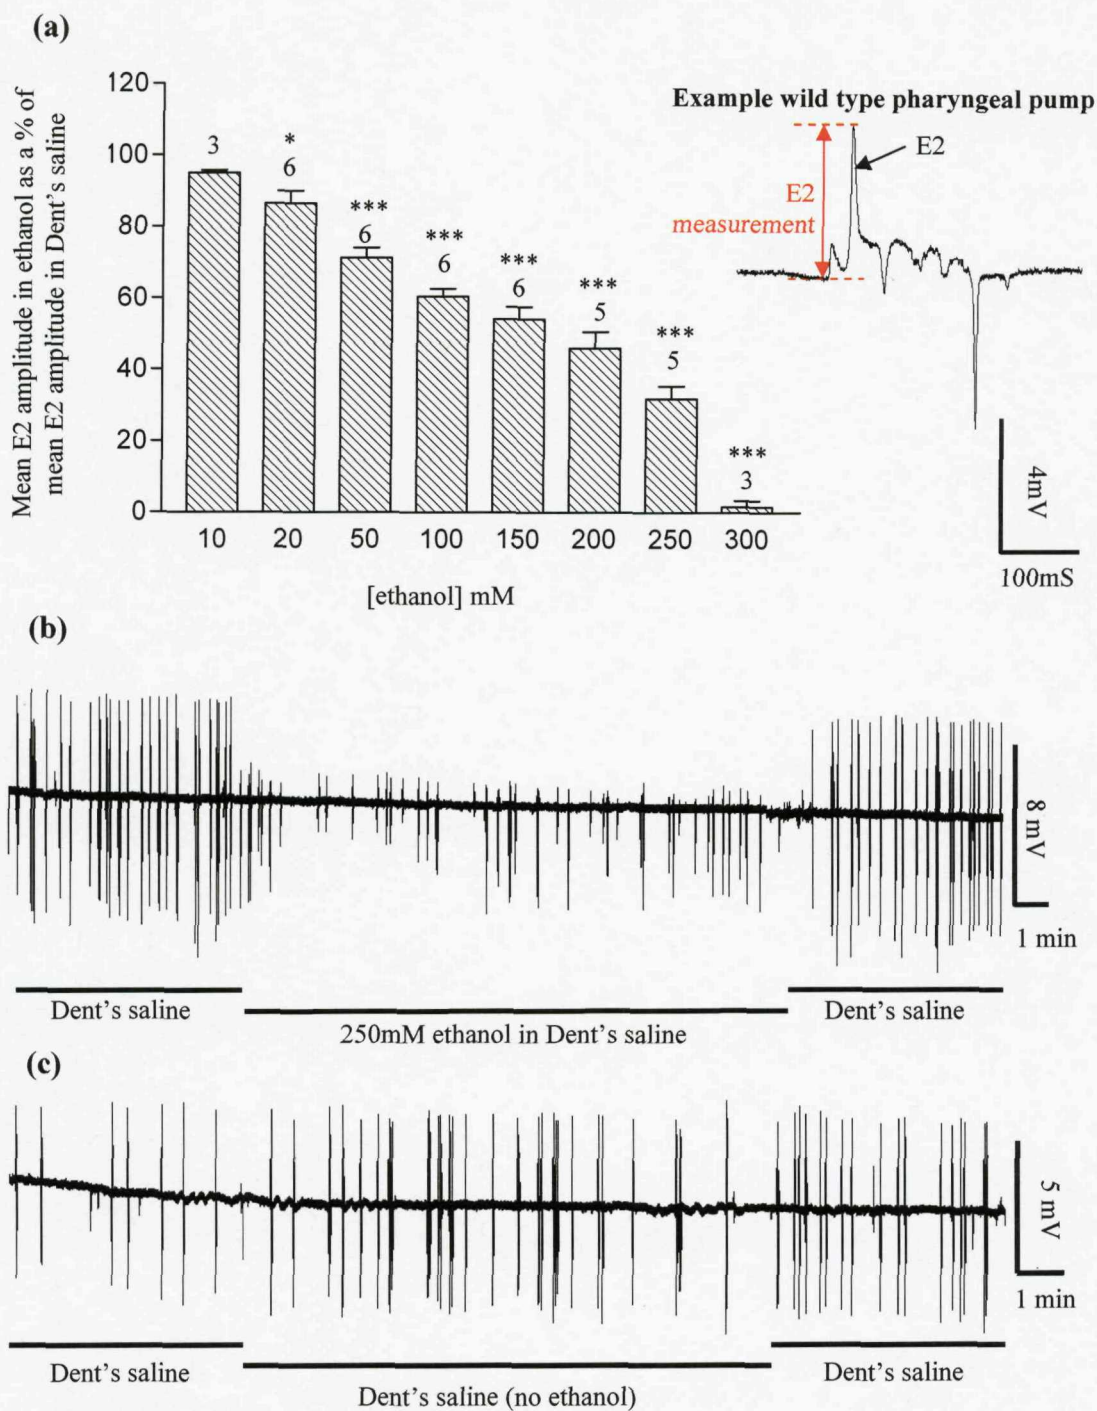 (a)
Mean E2 amplitude in ethanol as a % of
mean E2 amplitude in Dent's saline
120
100
80
60
40
20
0
3
*
6
***
6
***
6
***
6
***
5
***
5
***
3
10 20 50 100 150 200 250 300
[ethanol] mM
Example wild type pharyngeal pump
E2
E2
measurement
4mV
100mS
(b)
8 mV
1 min
Dent's saline
250mM ethanol in Dent's saline
Dent's saline
(c)
5 mV
1 min
Dent's saline
Dent's saline (no ethanol)
Dent's saline